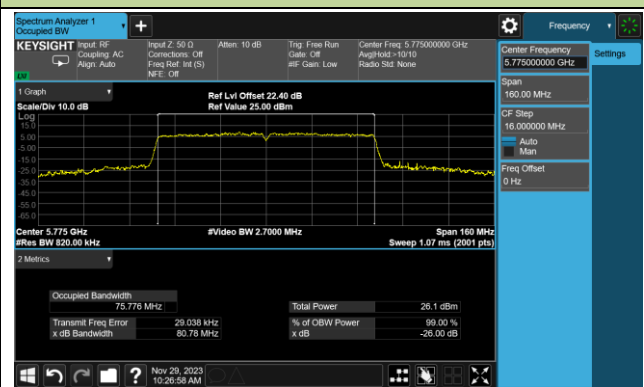 Spectrum Analyzer 1
Occupied BW
Frequency
KEYSIGHT
Input: RF
Coupling: AC
Align: Auto
Input Z: 50 Ω
Corrections: Off
Freq Ref: Int (S)
NFE: Off
Atten: 10 dB
Trig: Free Run
Gate: Off
#IF Gain: Low
Center Freq: 5.775000000 GHz
Avg|Hold:>10/10
Radio Std: None
Center Frequency
5.775000000 GHz
Settings
Span
160.00 MHz
CF Step
16.000000 MHz
Auto
Man
Freq Offset
0 Hz
1 Graph
Scale/Div 10.0 dB
Ref Lvl Offset 22.40 dB
Ref Value 25.00 dBm
Log
15.0
5.00
-5.00
-15.0
-25.0
-35.0
-45.0
-55.0
-65.0
Center 5.775 GHz
#Video BW 2.7000 MHz
Span 160 MHz
#Res BW 820.00 kHz
Sweep 1.07 ms (2001 pts)
2 Metrics
Occupied Bandwidth
75.776 MHz
Total Power
26.1 dBm
Transmit Freq Error
29.038 kHz
% of OBW Power
99.00 %
x dB Bandwidth
80.78 MHz
x dB
-26.00 dB
Nov 29, 2023
10:26:58 AM